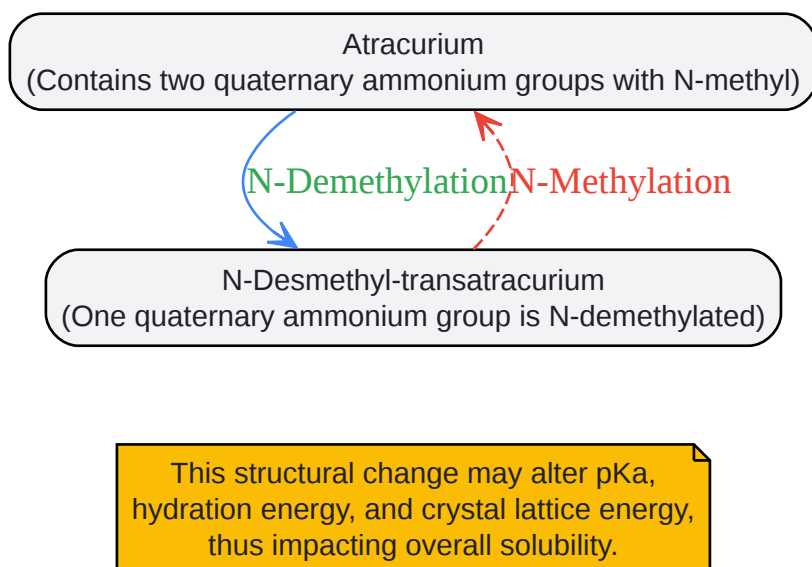 Atracurium
(Contains two quaternary ammonium groups with N-methyl)
N-Demethylation
N-Methylation
N-Desmethyl-transatracurium
(One quaternary ammonium group is N-demethylated)
This structural change may alter pKa,
hydration energy, and crystal lattice energy,
thus impacting overall solubility.